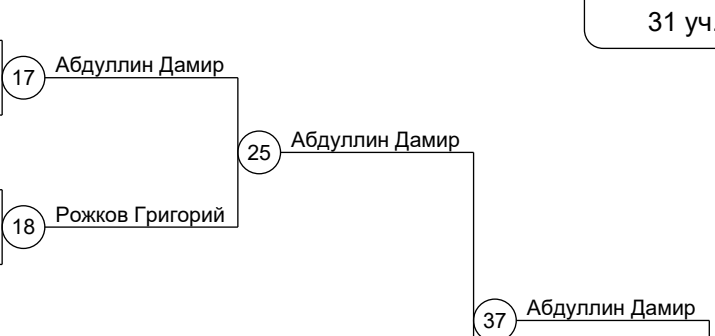 31 уч.
17 Абдуллин Дамир
25 Абдуллин Дамир
18 Рожков Григорий
37 Абдуллин Дамир